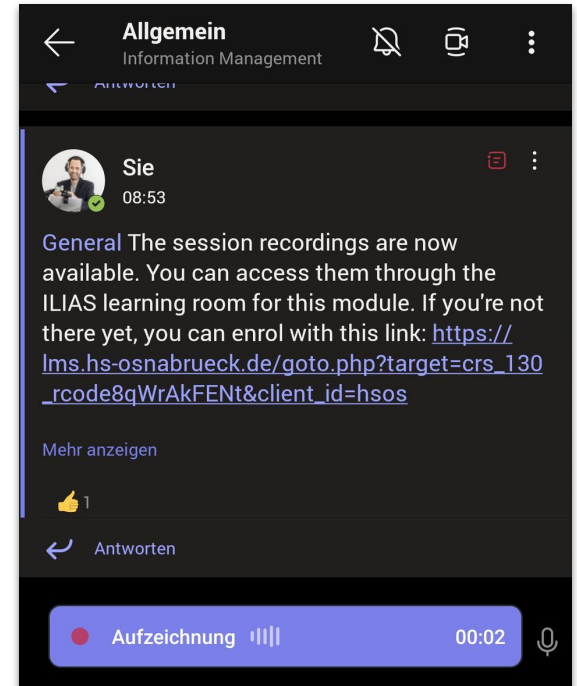 Allgemein
Information Management
Antworten
Sie
08:53
General The session recordings are now
available. You can access them through the
ILIAS learning room for this module. If you're not
there yet, you can enrol with this link: https://
lms.hs-osnabrueck.de/goto.php?target=crs_130
_rcode8qWrAkFENt&client_id=hsos
Mehr anzeigen
1
Antworten
Aufzeichnung 00:02